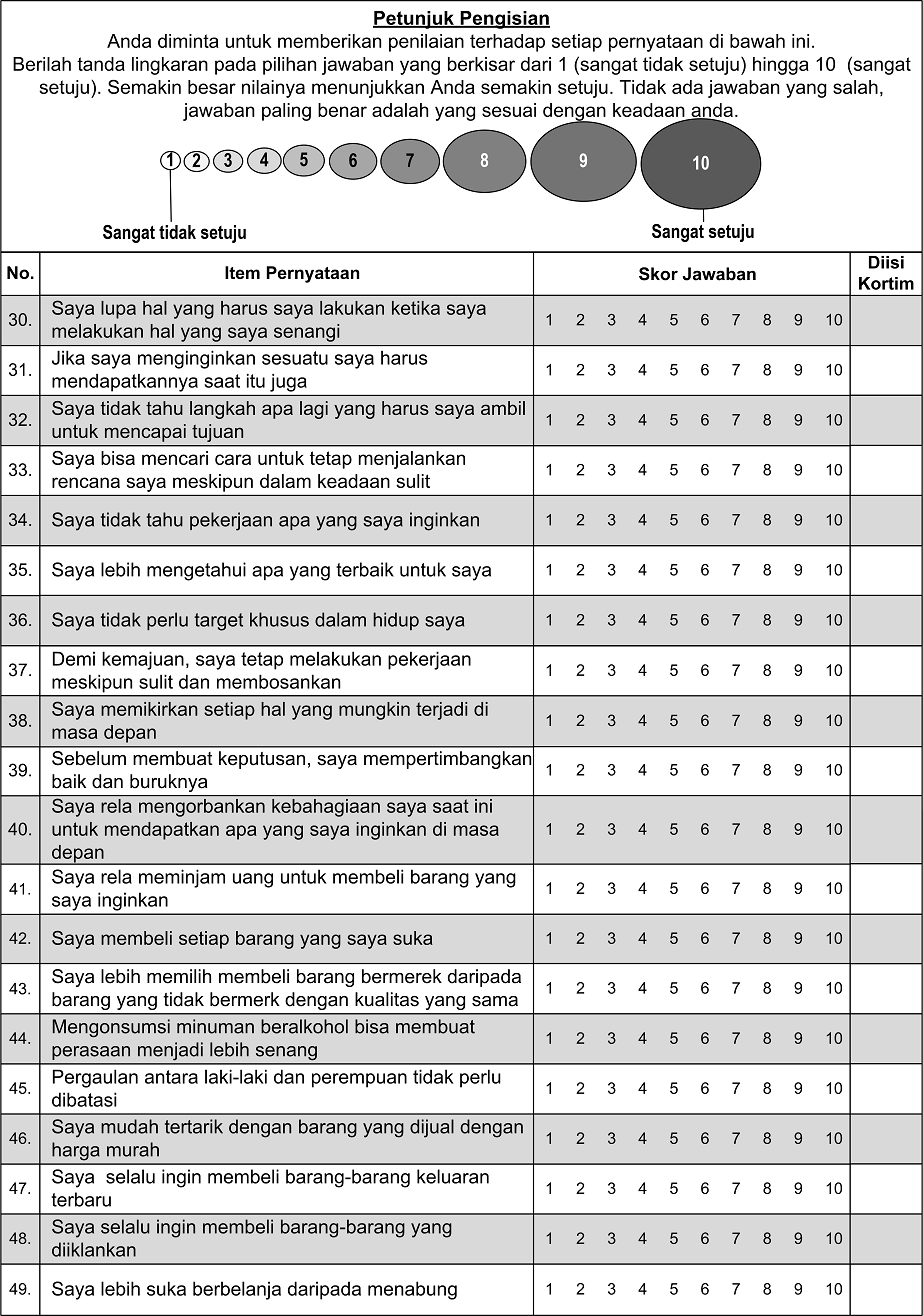 Petunjuk Pengisian
Anda diminta untuk memberikan penilaian terhadap setiap pernyataan di bawah ini.
Berilah tanda lingkaran pada pilihan jawaban yang berkisar dari 1 (sangat tidak setuju) hingga 10 (sangat
setuju). Semakin besar nilainya menunjukkan Anda semakin setuju. Tidak ada jawaban yang salah,
jawaban paling benar adalah yang sesuai dengan keadaan anda.
1 2 3 4 5 6 7 8 9 10
Sangat tidak setuju Sangat setuju
No. Item Pernyataan Skor Jawaban Diisi
Kortim
30. Saya lupa hal yang harus saya lakukan ketika saya
melakukan hal yang saya senangi
1 2 3 4 5 6 7 8 9 10
31. Jika saya menginginkan sesuatu saya harus
mendapatkannya saat itu juga
1 2 3 4 5 6 7 8 9 10
32. Saya tidak tahu langkah apa lagi yang harus saya ambil
untuk mencapai tujuan
1 2 3 4 5 6 7 8 9 10
33. Saya bisa mencari cara untuk tetap menjalankan
rencana saya meskipun dalam keadaan sulit
1 2 3 4 5 6 7 8 9 10
34. Saya tidak tahu pekerjaan apa yang saya inginkan
1 2 3 4 5 6 7 8 9 10
35. Saya lebih mengetahui apa yang terbaik untuk saya
1 2 3 4 5 6 7 8 9 10
36. Saya tidak perlu target khusus dalam hidup saya
1 2 3 4 5 6 7 8 9 10
37. Demi kemajuan, saya tetap melakukan pekerjaan
meskipun sulit dan membosankan
1 2 3 4 5 6 7 8 9 10
38. Saya memikirkan setiap hal yang mungkin terjadi di
masa depan
1 2 3 4 5 6 7 8 9 10
39. Sebelum membuat keputusan, saya mempertimbangkan
baik dan buruknya
1 2 3 4 5 6 7 8 9 10
40. Saya rela mengorbankan kebahagiaan saya saat ini
untuk mendapatkan apa yang saya inginkan di masa
depan
1 2 3 4 5 6 7 8 9 10
41. Saya rela meminjam uang untuk membeli barang yang
saya inginkan
1 2 3 4 5 6 7 8 9 10
42. Saya membeli setiap barang yang saya suka
1 2 3 4 5 6 7 8 9 10
43. Saya lebih memilih membeli barang bermerek daripada
barang yang tidak bermerk dengan kualitas yang sama
1 2 3 4 5 6 7 8 9 10
44. Mengonsumsi minuman beralkohol bisa membuat
perasaan menjadi lebih senang
1 2 3 4 5 6 7 8 9 10
45. Pergaulan antara laki-laki dan perempuan tidak perlu
dibatasi
1 2 3 4 5 6 7 8 9 10
46. Saya mudah tertarik dengan barang yang dijual dengan
harga murah
1 2 3 4 5 6 7 8 9 10
47. Saya selalu ingin membeli barang-barang keluaran
terbaru
1 2 3 4 5 6 7 8 9 10
48. Saya selalu ingin membeli barang-barang yang
diiklankan
1 2 3 4 5 6 7 8 9 10
49. Saya lebih suka berbelanja daripada menabung
1 2 3 4 5 6 7 8 9 10